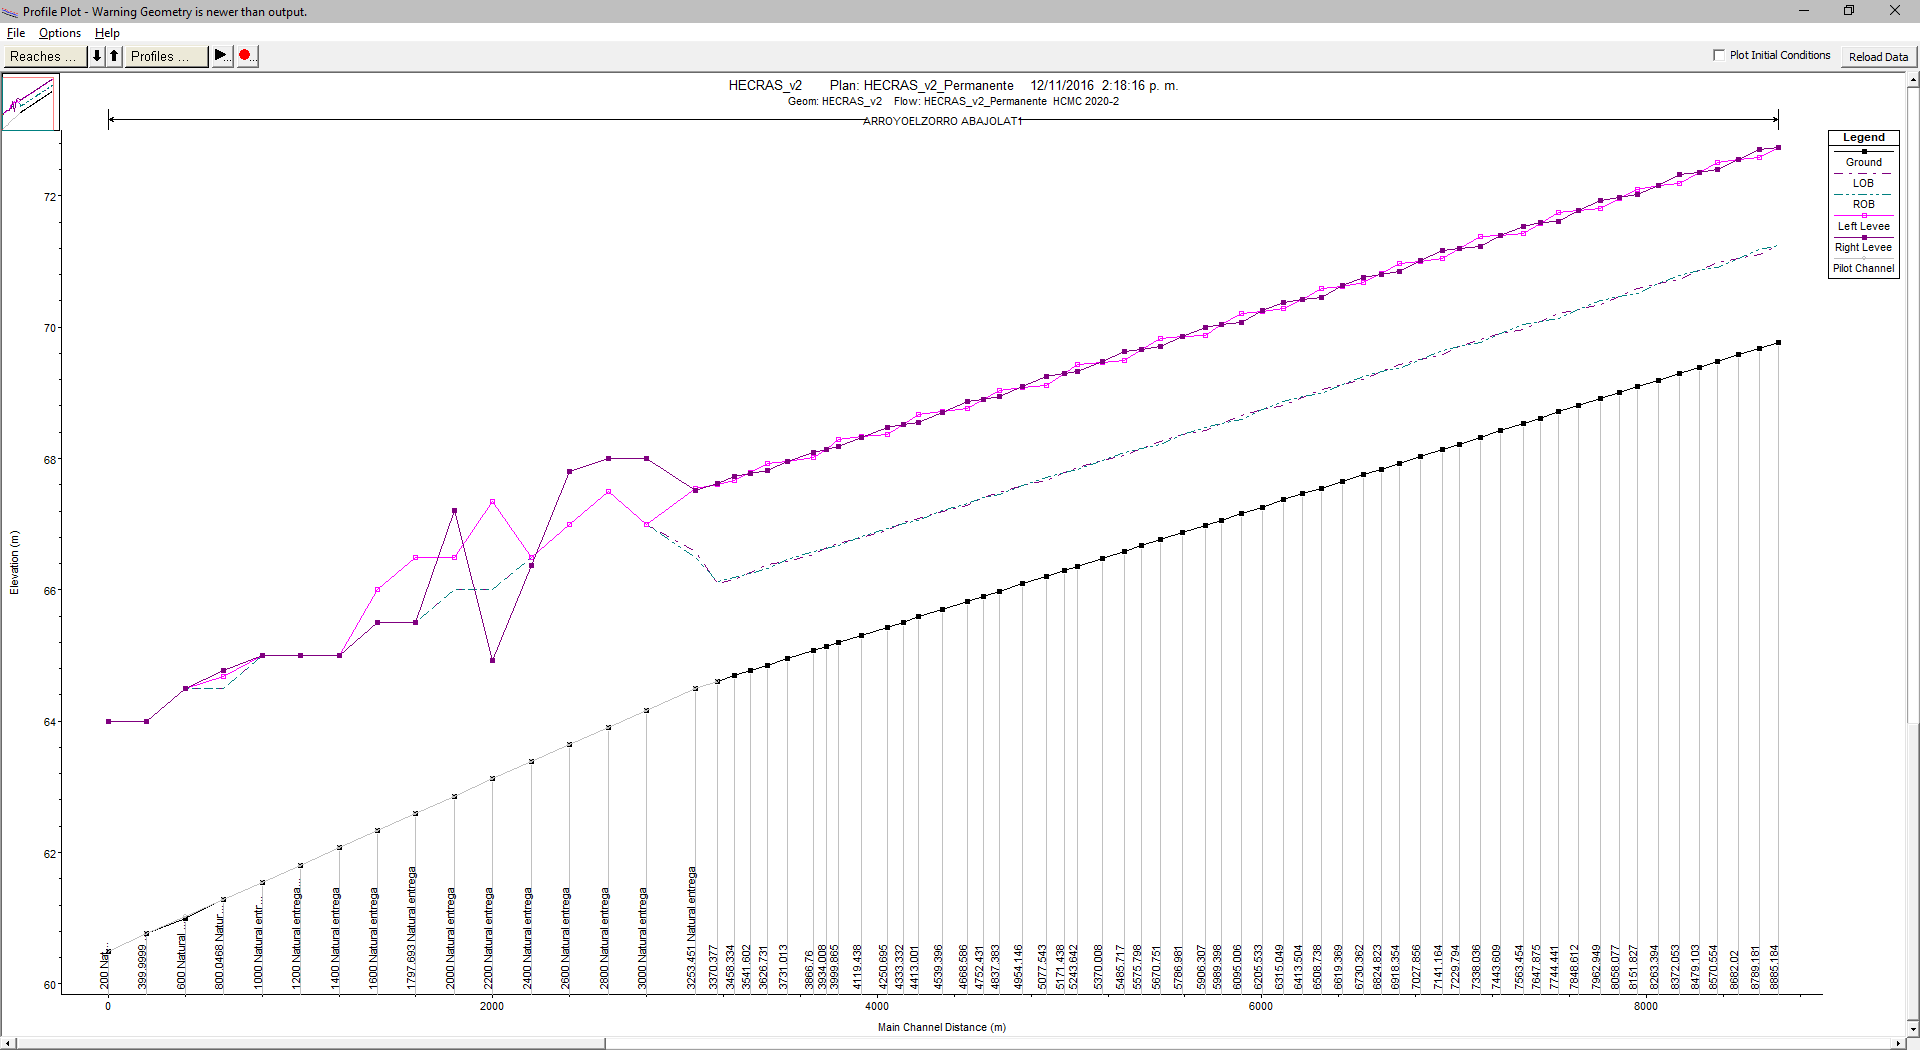 Profile Plot - Warning Geometry is newer than output.
File Options Help
Reaches ... Profiles ... Plot Initial Conditions Reload Data
HECRAS_v2 Plan: HECRAS_v2_Permanente 12/11/2016 2:18:16 p. m.
Geom: HECRAS_v2 Flow: HECRAS_v2_Permanente HCMC 2020-2
ARROYOELZORRO ABAJOLAT1
Legend
Ground
LOB
ROB
Left Levee
Right Levee
Pilot Channel
72
70
68
66
64
62
60
Elevation (m)
200 Nat...
399.99999...
600 Natural...
800.0468 Natur...
1000 Natural entr...
1200 Natural entrega...
1400 Natural entrega
1600 Natural entrega
1797.693 Natural entrega
2000 Natural entrega
2200 Natural entrega
2400 Natural entrega
2600 Natural entrega
2800 Natural entrega
3000 Natural entrega
3253.451 Natural entrega
3370.377
3458.334
3541.602
3626.731
3731.013
3866.76
3934.008
3999.865
4119.438
4250.695
4333.332
4413.001
4539.396
4668.586
4752.431
4837.383
4954.146
5077.543
5171.438
5243.642
5370.008
5485.717
5575.798
5670.751
5786.981
5906.307
5989.398
6095.006
6205.533
6315.049
6413.504
6508.738
6619.369
6730.362
6824.823
6918.354
7027.856
7141.164
7229.794
7338.036
7443.609
7563.454
7647.875
7744.441
7848.612
7962.949
8058.077
8151.827
8263.394
8372.053
8479.103
8570.554
8682.02
8789.181
8885.184
0 2000 4000 6000 8000
Main Channel Distance (m)